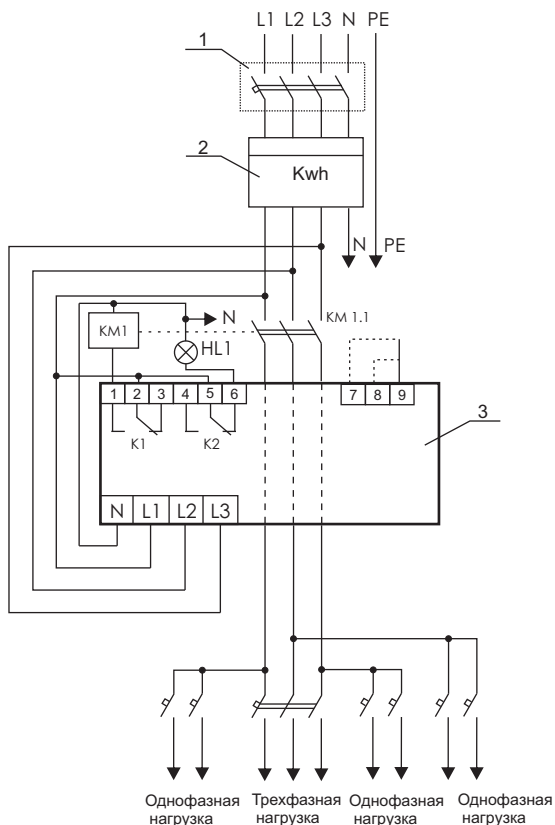 L1 L2 L3 N PE
1
2
Kwh
N PE
KM1
N
KM 1.1
HL1
1 2 3 4 5 6
7 8 9
3
K1
K2
N L1 L2 L3
Однофазная
нагрузка
Трехфазная
нагрузка
Однофазная
нагрузка
Однофазная
нагрузка